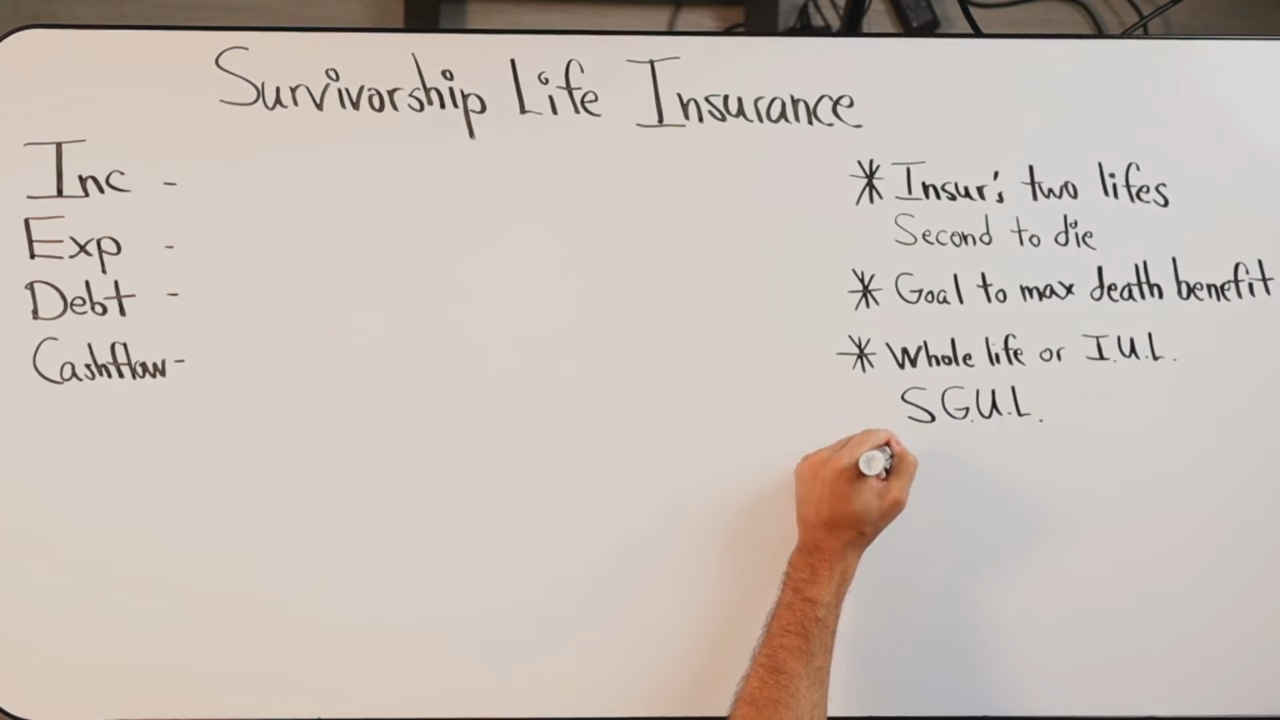 Survivorship Life Insurance
Inc -
Exp -
Debt -
Cashflow-
* Insur's two lifes
Second to die
* Goal to max death benefit
* Whole life or I.U.L.
S.G.U.L.